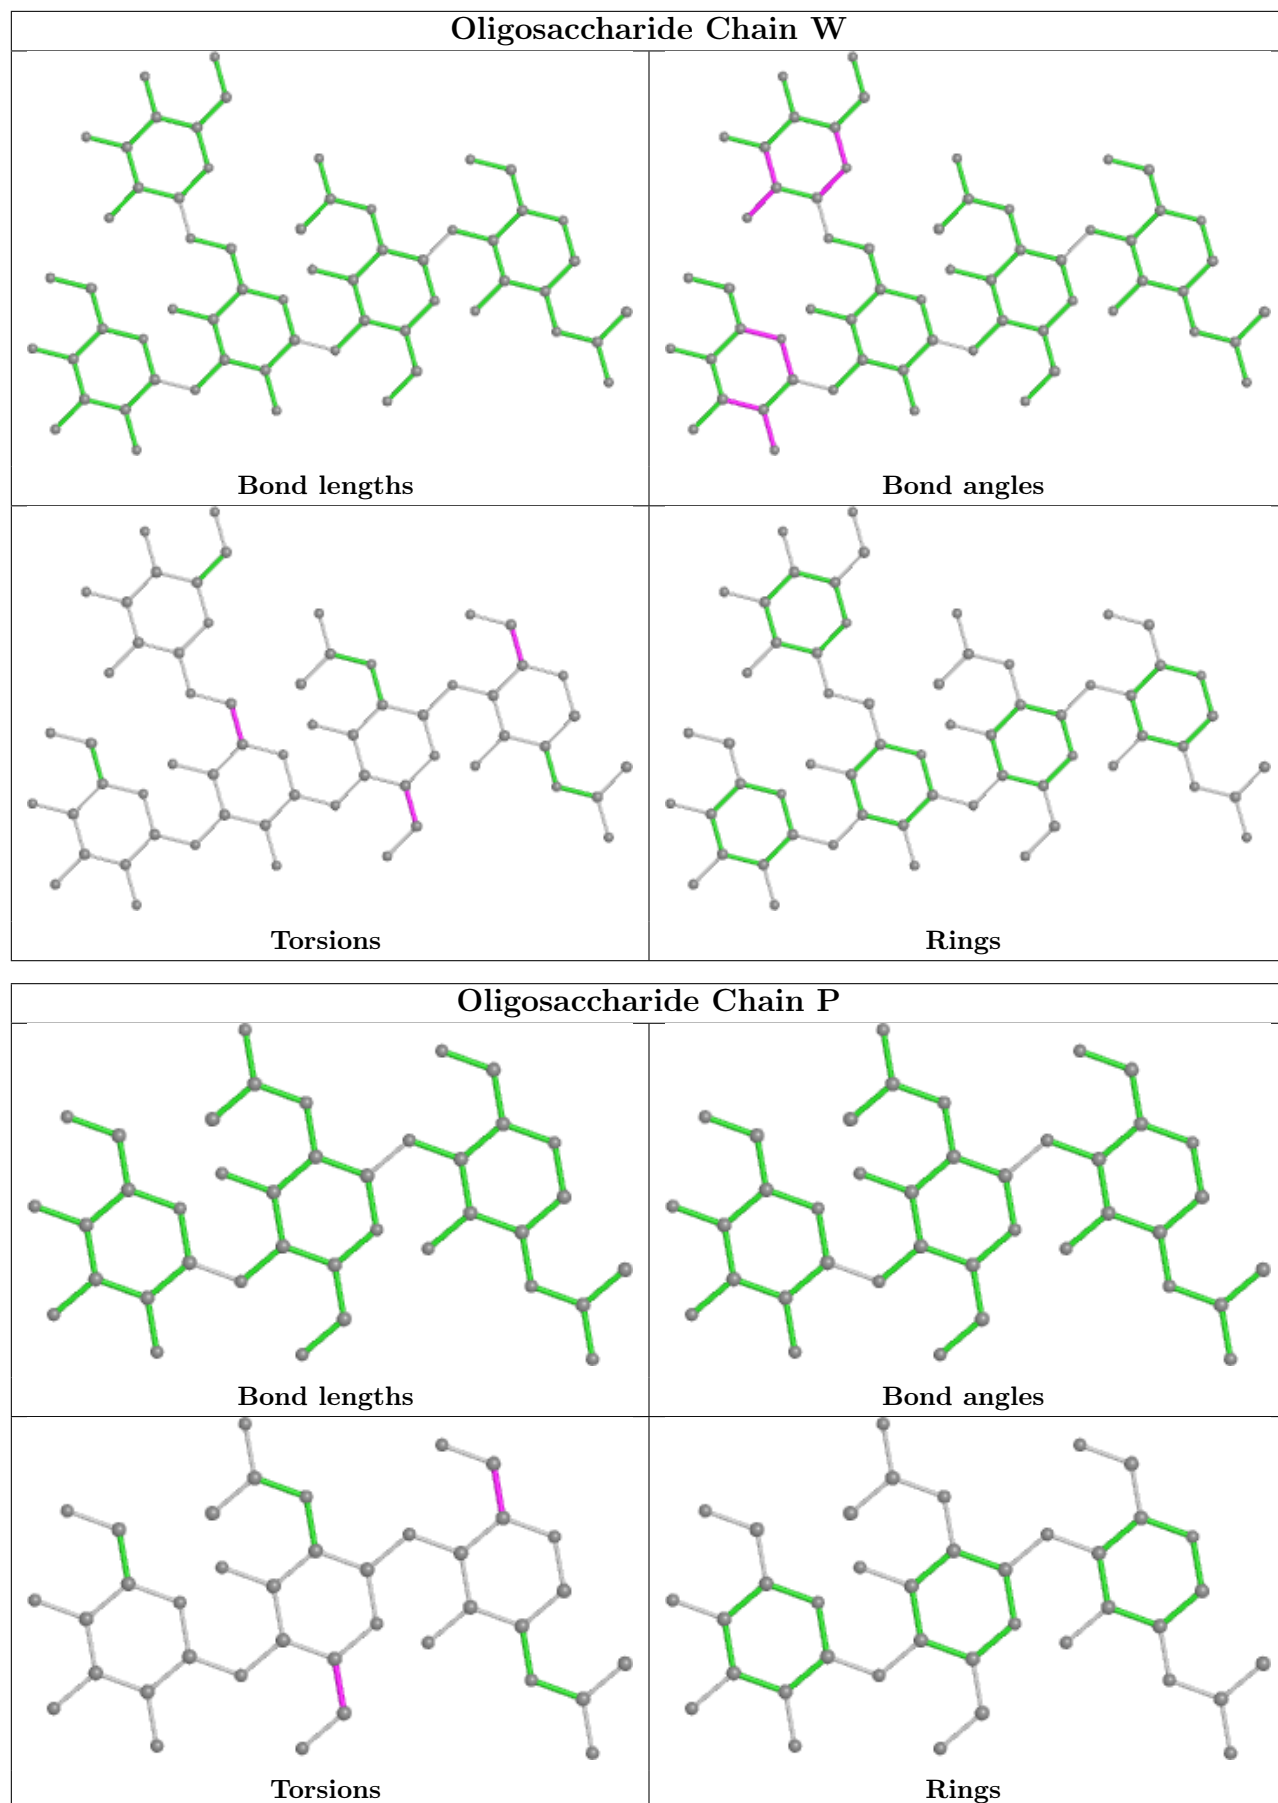 Oligosaccharide Chain W
Bond lengths
Bond angles
Torsions
Rings
Oligosaccharide Chain P
Bond lengths
Bond angles
Torsions
Rings